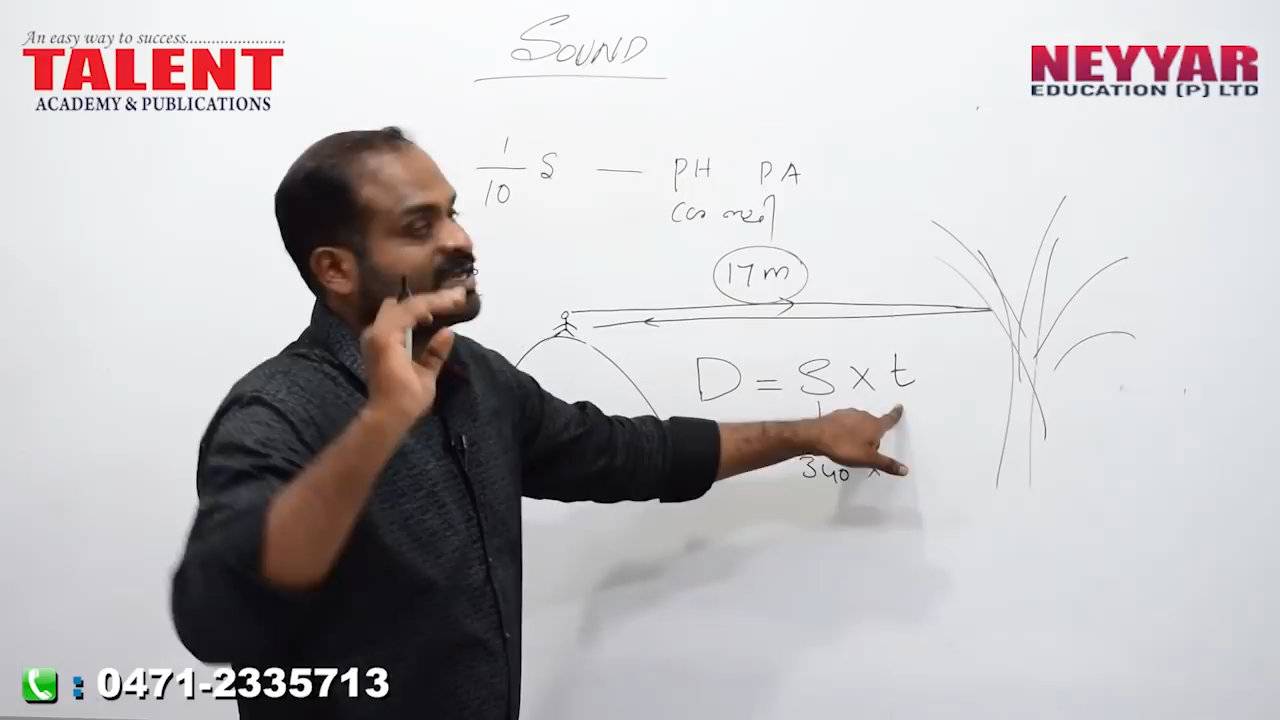 An easy way to success........................
TALENT
ACADEMY & PUBLICATIONS
NEYYAR
EDUCATION (P) LTD
SOUND
1/10 S — PH PA
17m
D = S x t
340 x
: 0471-2335713